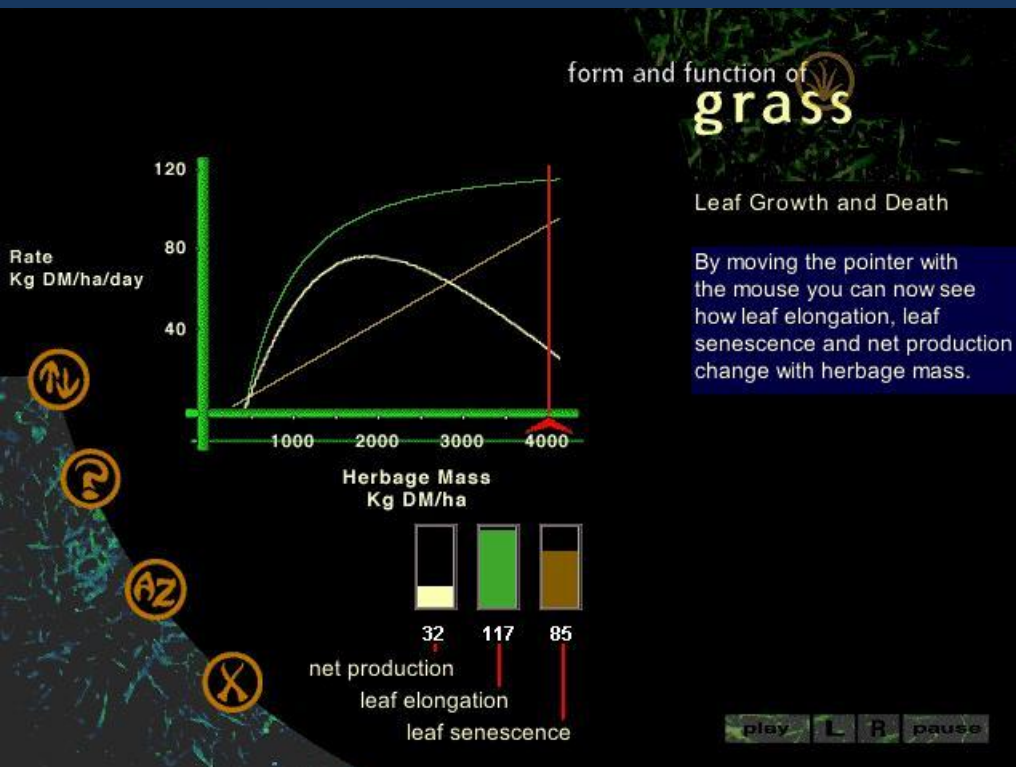 form and function of
grass
Leaf Growth and Death
By moving the pointer with
the mouse you can now see
how leaf elongation, leaf
senescence and net production
change with herbage mass.
120
80
40
Rate
Kg DM/ha/day
1000 2000 3000 4000
Herbage Mass
Kg DM/ha
32 117 85
net production
leaf elongation
leaf senescence
?
AZ
X
play L R pause